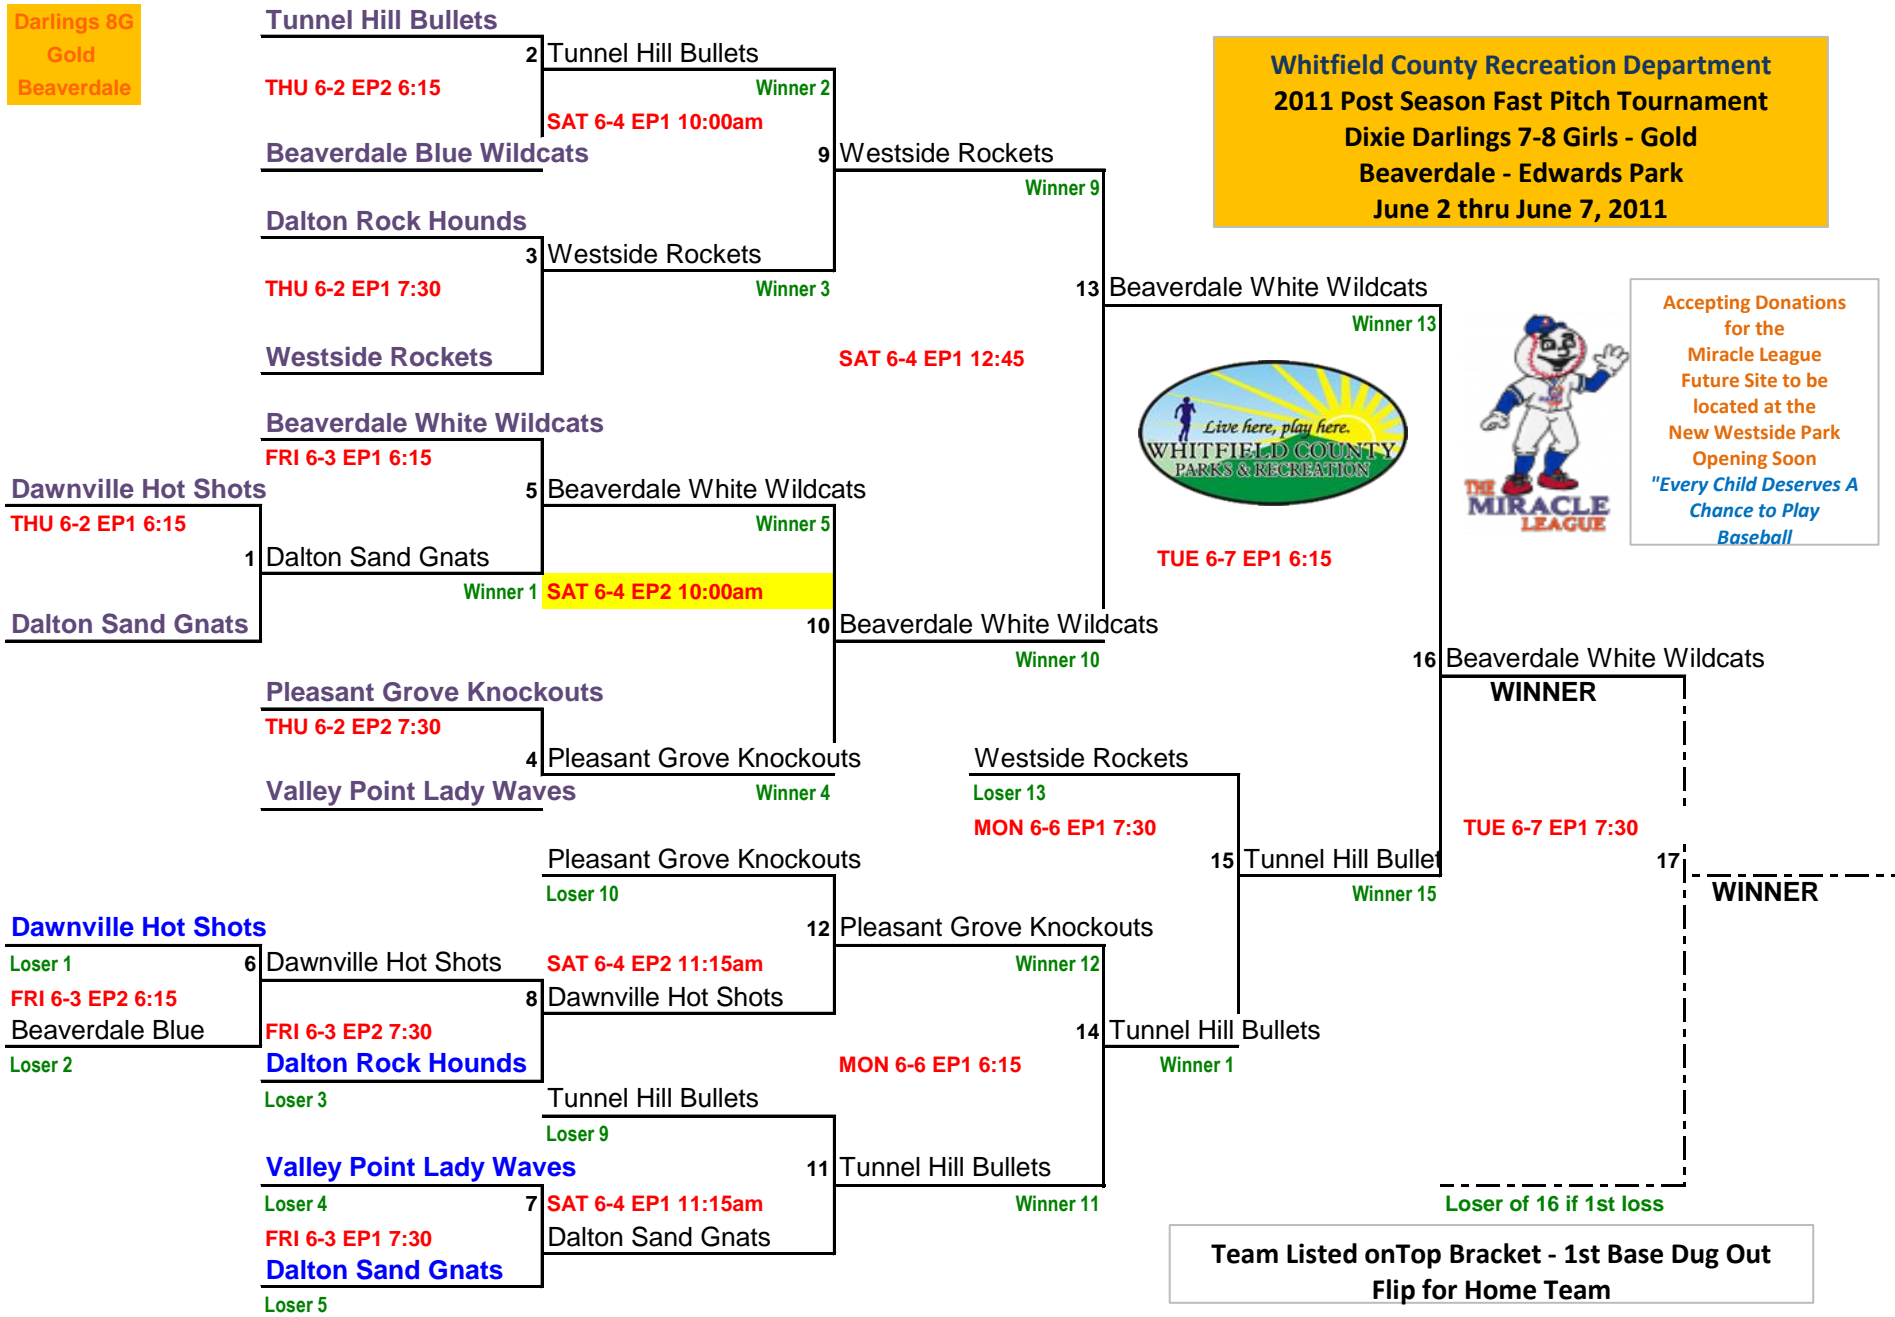 Darlings 8G
Gold
Beaverdale
Tunnel Hill Bullets
2 Tunnel Hill Bullets
THU 6-2 EP2 6:15
Winner 2
SAT 6-4 EP1 10:00am
Beaverdale Blue Wildcats
9 Westside Rockets
Winner 9
Dalton Rock Hounds
3 Westside Rockets
THU 6-2 EP1 7:30
Winner 3
Westside Rockets
SAT 6-4 EP1 12:45
Whitfield County Recreation Department
2011 Post Season Fast Pitch Tournament
Dixie Darlings 7-8 Girls - Gold
Beaverdale - Edwards Park
June 2 thru June 7, 2011
13 Beaverdale White Wildcats
Winner 13
Accepting Donations
for the
Miracle League
Future Site to be
located at the
New Westside Park
Opening Soon
"Every Child Deserves A
Chance to Play
Baseball
Live here, play here.
WHITFIELD COUNTY
PARKS & RECREATION
THE
MIRACLE
LEAGUE
Beaverdale White Wildcats
FRI 6-3 EP1 6:15
Dawnville Hot Shots
5 Beaverdale White Wildcats
THU 6-2 EP1 6:15
Winner 5
1 Dalton Sand Gnats
TUE 6-7 EP1 6:15
Winner 1
SAT 6-4 EP2 10:00am
Dalton Sand Gnats
10 Beaverdale White Wildcats
Winner 10
16 Beaverdale White Wildcats
WINNER
Pleasant Grove Knockouts
THU 6-2 EP2 7:30
4 Pleasant Grove Knockouts
Westside Rockets
Valley Point Lady Waves
Winner 4
Loser 13
MON 6-6 EP1 7:30
TUE 6-7 EP1 7:30
Pleasant Grove Knockouts
15 Tunnel Hill Bullet
17
Loser 10
Winner 15
WINNER
Dawnville Hot Shots
12 Pleasant Grove Knockouts
Loser 1
6 Dawnville Hot Shots
SAT 6-4 EP2 11:15am
Winner 12
FRI 6-3 EP2 6:15
8 Dawnville Hot Shots
Beaverdale Blue
FRI 6-3 EP2 7:30
14 Tunnel Hill Bullets
Loser 2
Dalton Rock Hounds
MON 6-6 EP1 6:15
Winner 1
Loser 3
Tunnel Hill Bullets
Loser 9
Valley Point Lady Waves
11 Tunnel Hill Bullets
Loser 4
7 SAT 6-4 EP1 11:15am
Winner 11
Loser of 16 if 1st loss
FRI 6-3 EP1 7:30
Dalton Sand Gnats
Dalton Sand Gnats
Loser 5
Team Listed onTop Bracket - 1st Base Dug Out
Flip for Home Team